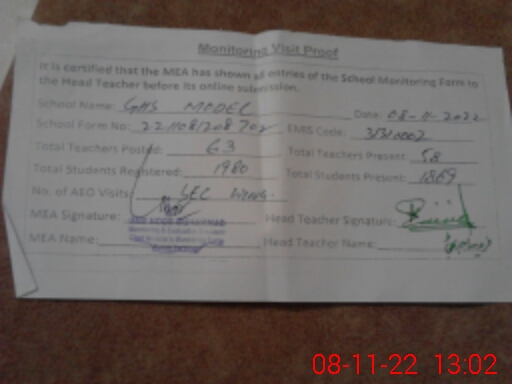 Monitoring Visit Proof
It is certified that the MEA has shown all entries of the School Monitoring Form to
the Head Teacher before its online submission.
School Name: GHS MODEL Date: 08-11-2022
School Form No: EMIS Code:
Total Teachers Posted: 63 Total Teachers Present: 58
Total Students Registered: 1980 Total Students Present: 1869
No. of AEO Visits: SEC Wing.
MEA Signature: Head Teacher Signature:
MEA Name: Head Teacher Name:
08-11-22 13:02